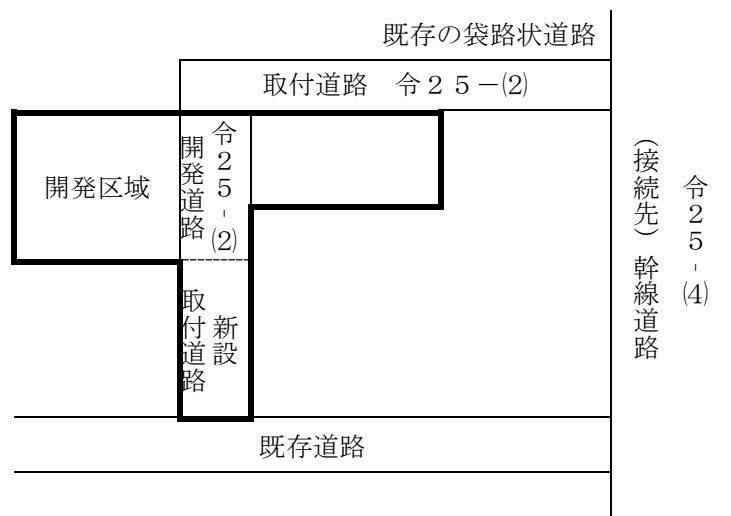 既存の袋路状道路
取付道路　令２５－⑵
開発区域
令２５-⑵
開発道路
(接続先)幹線道路
令２５-⑷
新設
取付道路
既存道路